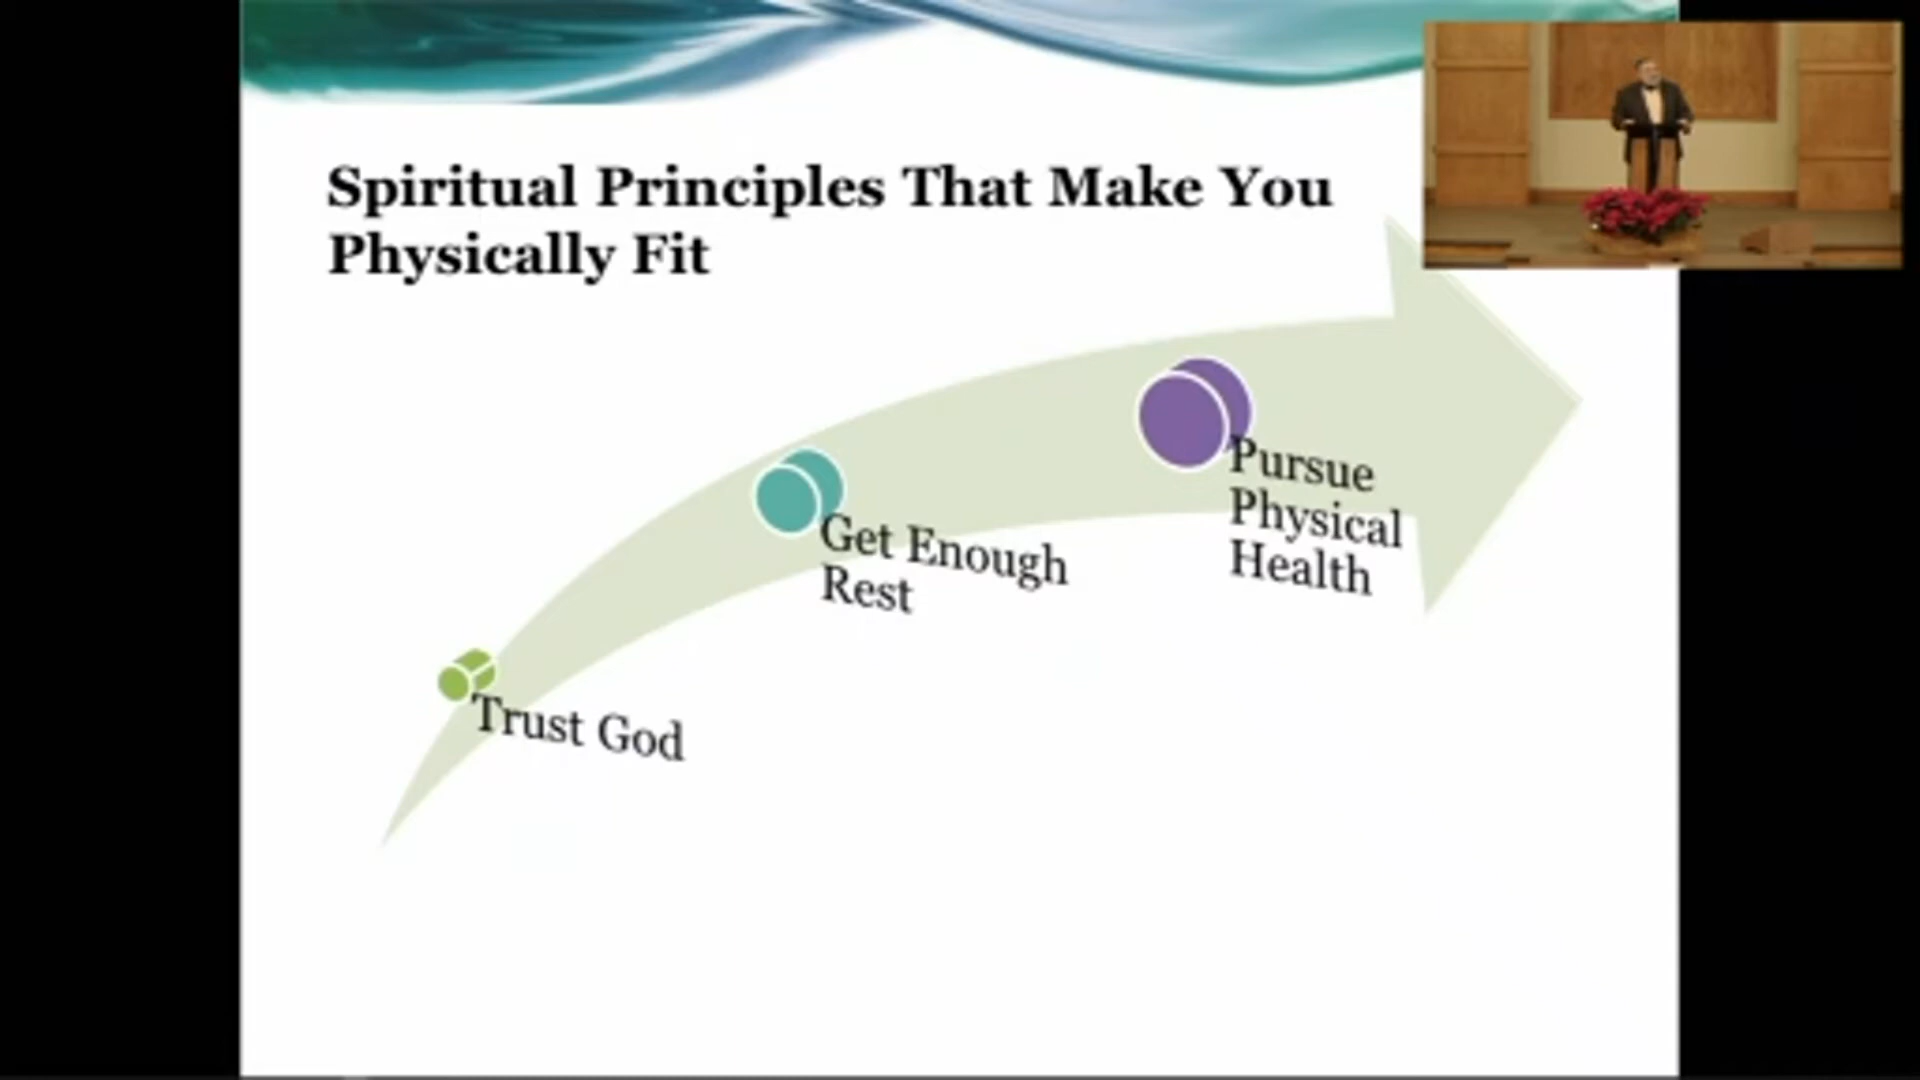 Spiritual Principles That Make You
Physically Fit
Pursue
Physical
Health
Get Enough
Rest
Trust God